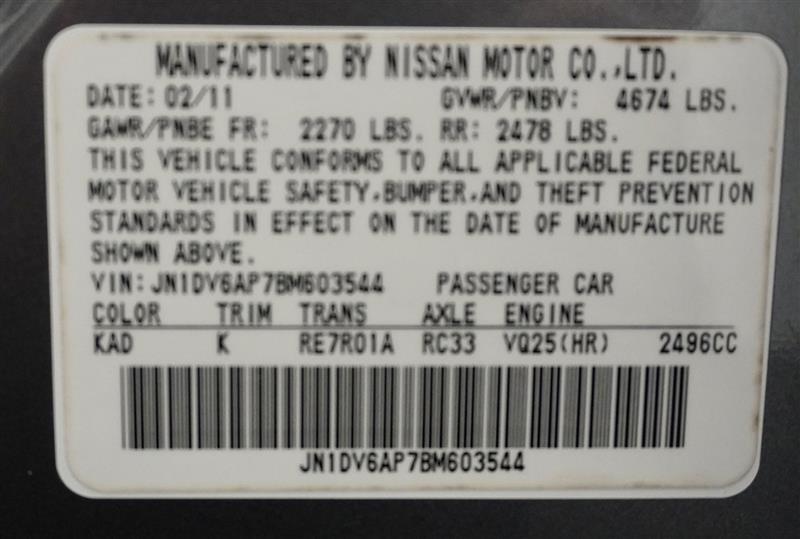 MANUFACTURED BY NISSAN MOTOR CO.,LTD.
DATE: 02/11 GVWR/PNBV: 4674 LBS.
GAWR/PNBE FR: 2270 LBS. RR: 2478 LBS.
THIS VEHICLE CONFORMS TO ALL APPLICABLE FEDERAL
MOTOR VEHICLE SAFETY,BUMPER,AND THEFT PREVENTION
STANDARDS IN EFFECT ON THE DATE OF MANUFACTURE
SHOWN ABOVE.
VIN: JN1DV6AP7BM603544 PASSENGER CAR
COLOR TRIM TRANS AXLE ENGINE
KAD K RE7R01A RC33 VQ25(HR) 2496CC
JN1DV6AP7BM603544